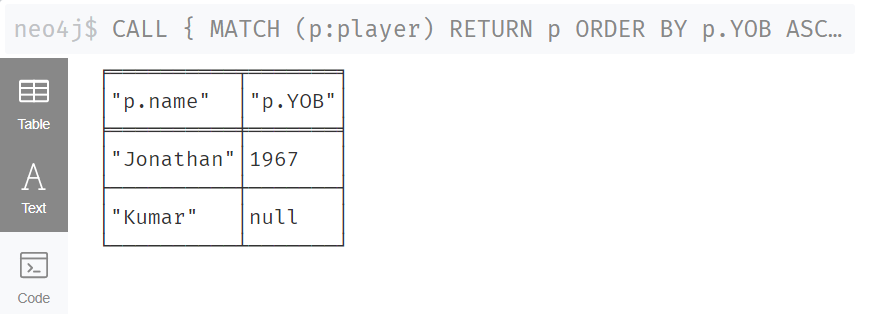 neo4j$ CALL { MATCH (p:player) RETURN p ORDER BY p.YOB ASC…
Table
"p.name" "p.YOB"
"Jonathan" 1967
Text
"Kumar" null
Code